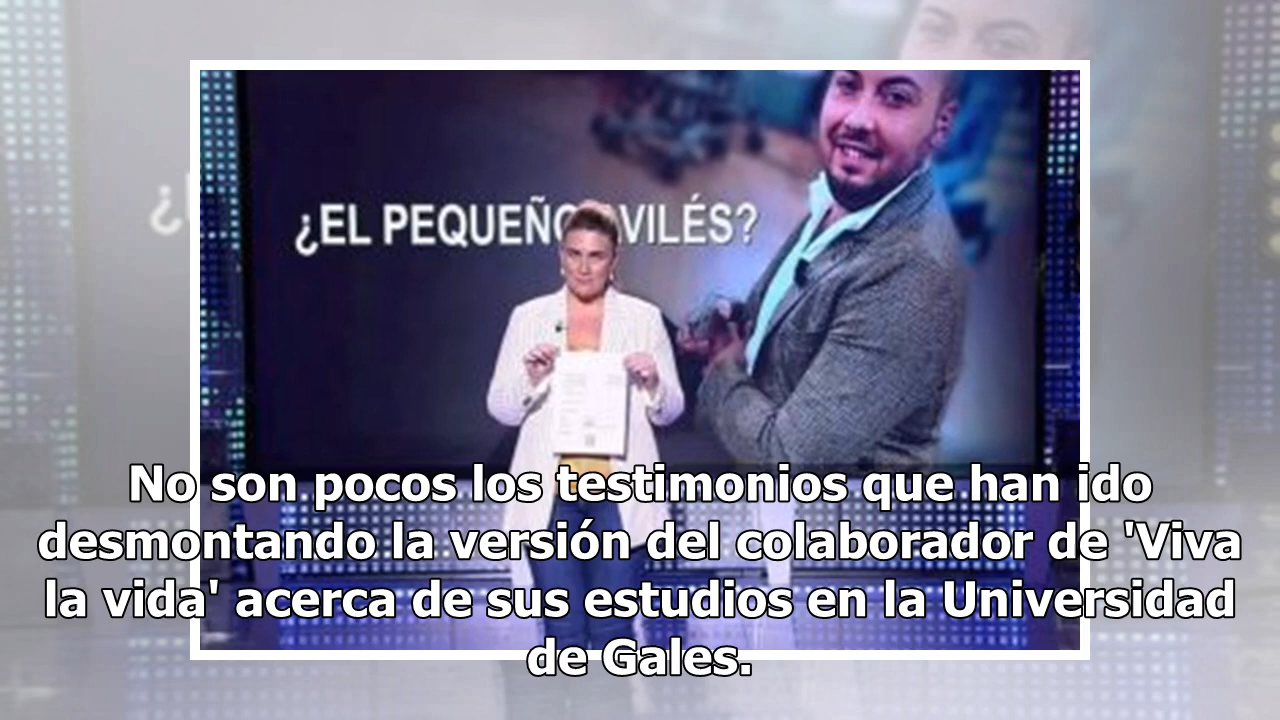 ¿EL PEQUEÑO AVILÉS?
No son pocos los testimonios que han ido
desmontando la versión del colaborador de 'Viva
la vida' acerca de sus estudios en la Universidad
de Gales.